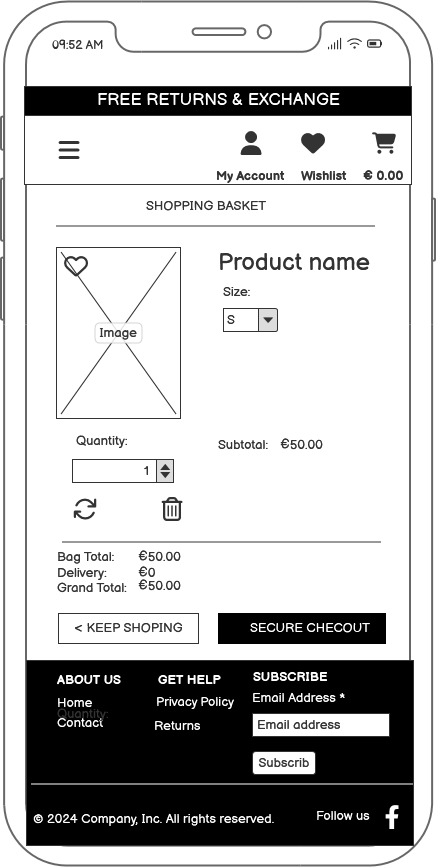 09:52 AM
FREE RETURNS & EXCHANGE
My Account Wishlist € 0.00
SHOPPING BASKET
Product name
Size:
S
Image
Quantity:
Subtotal: €50.00
1
Bag Total: €50.00
Delivery: €0
Grand Total: €50.00
< KEEP SHOPING
SECURE CHECOUT
ABOUT US GET HELP SUBSCRIBE
Home Privacy Policy Email Address *
Quantity:
Contact Returns Email address
Subscrib
© 2024 Company, Inc. All rights reserved. Follow us